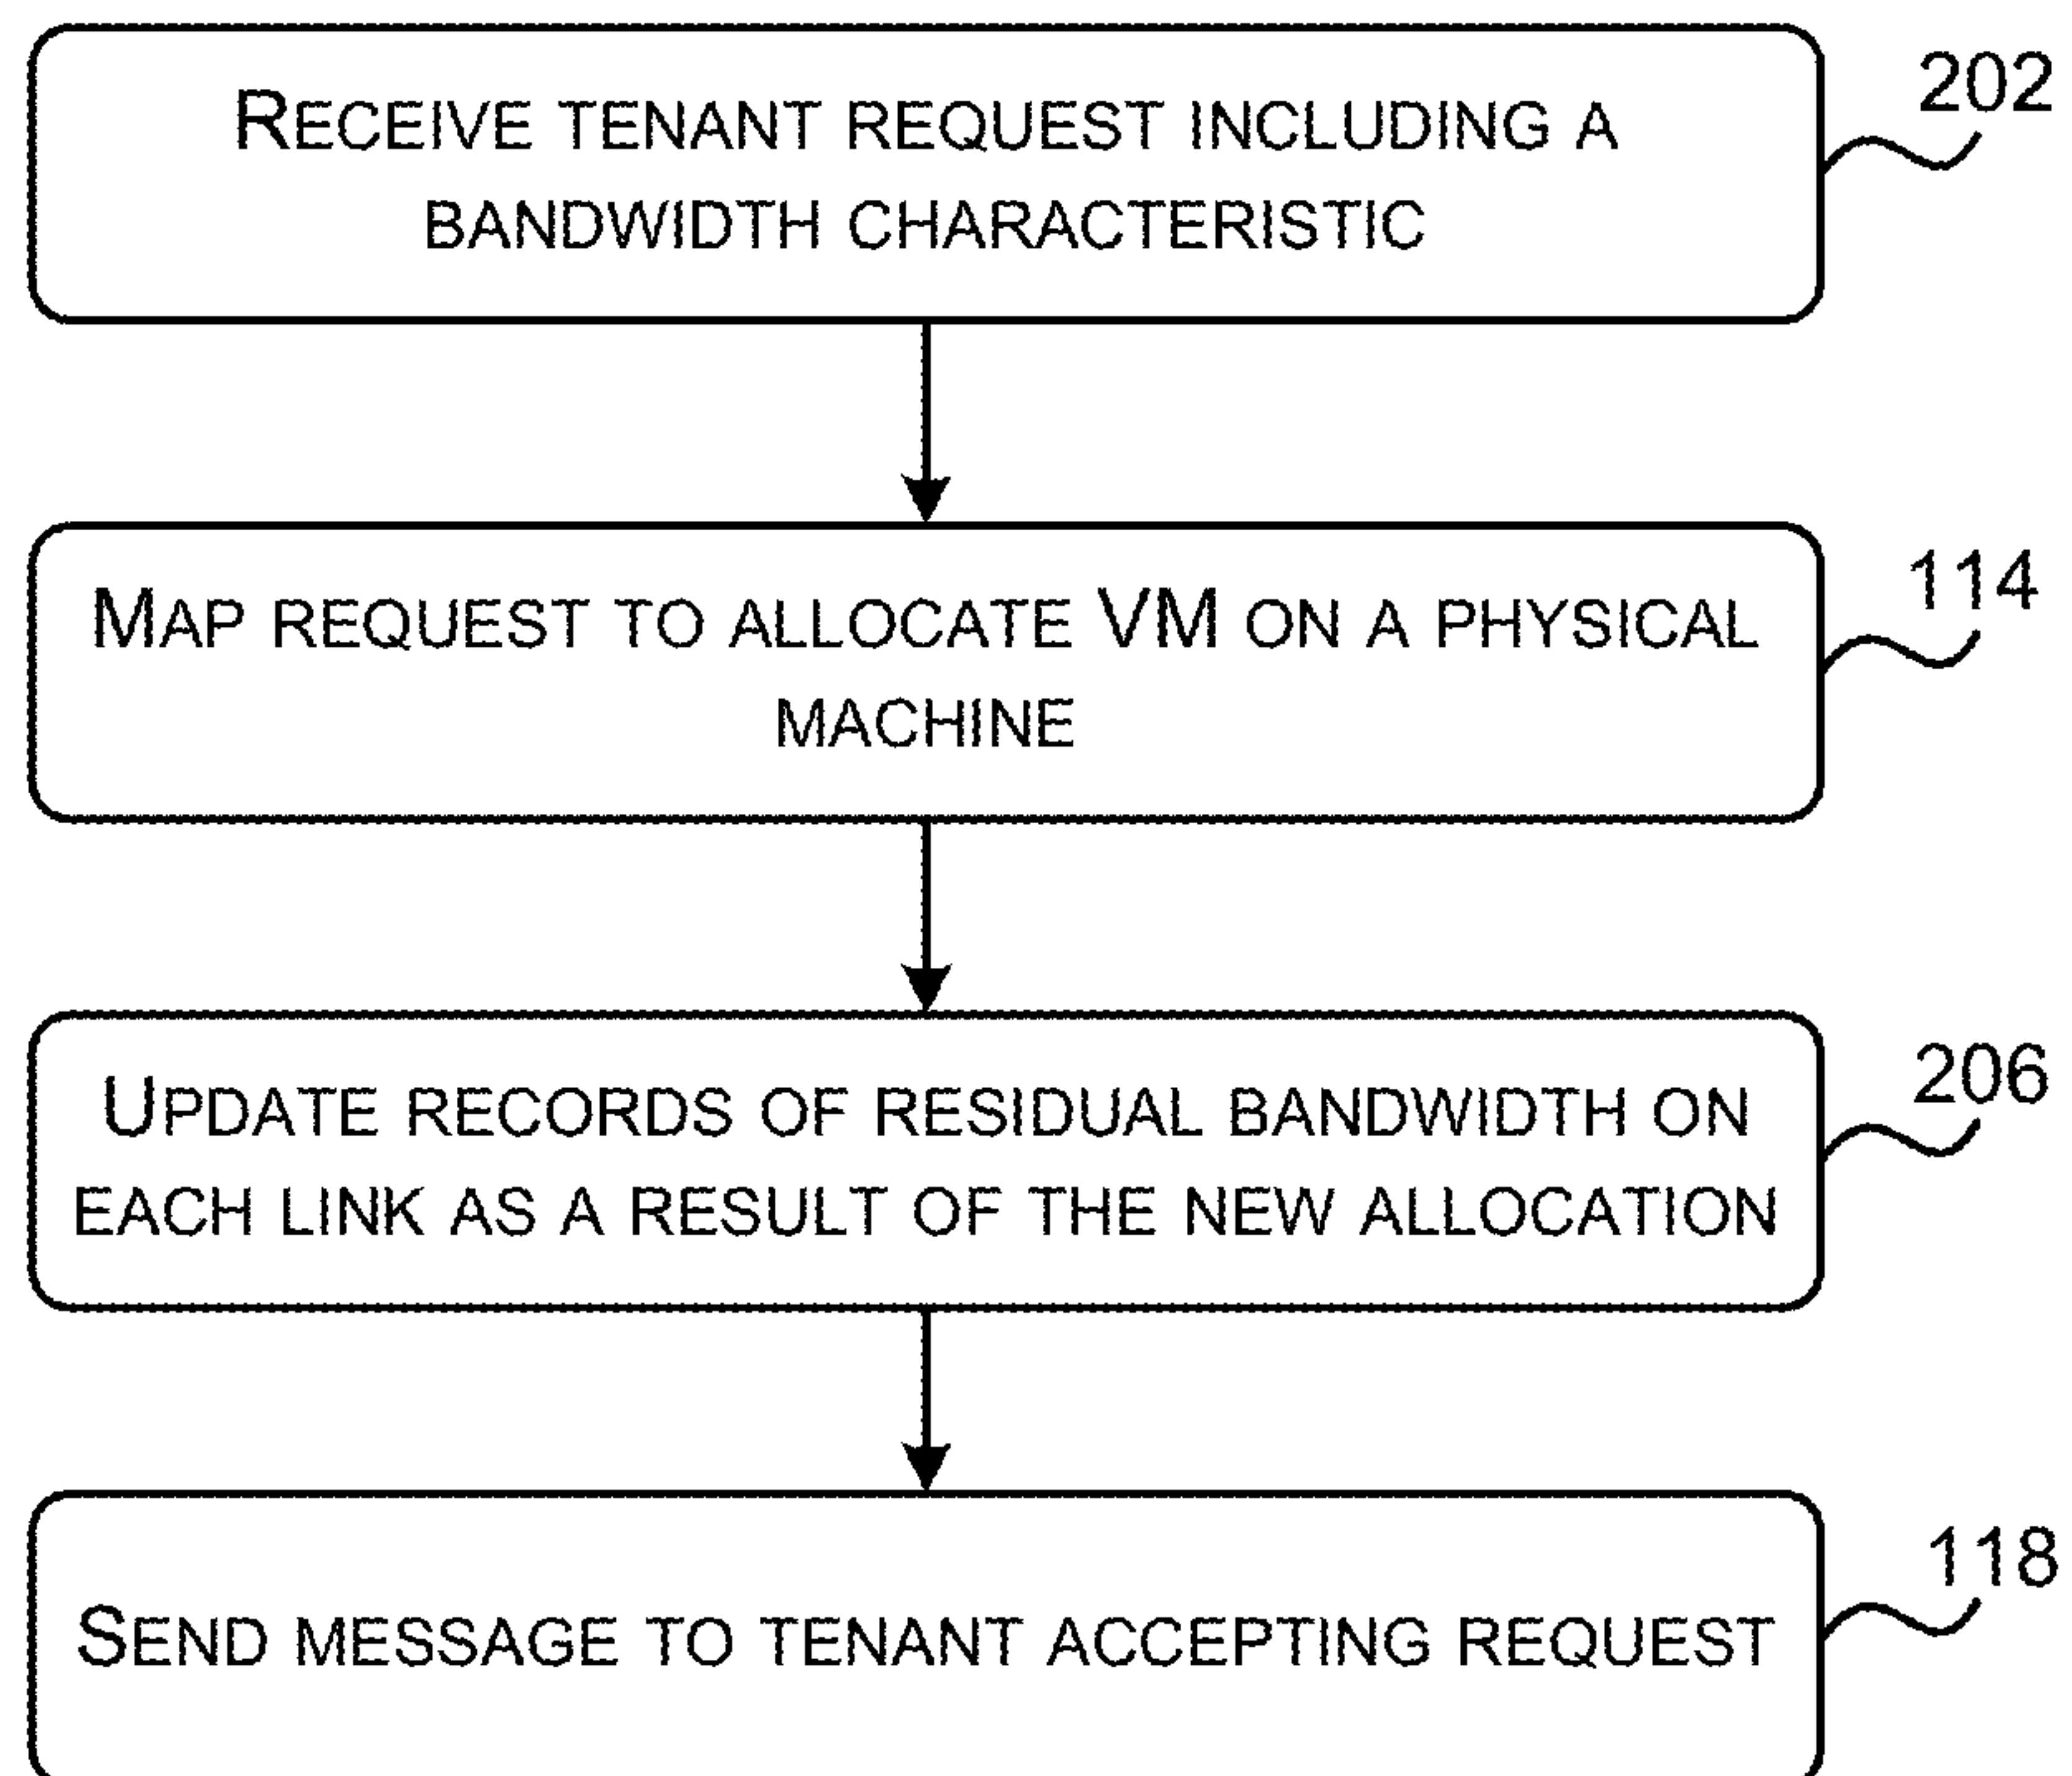 RECEIVE TENANT REQUEST INCLUDING A
BANDWIDTH CHARACTERISTIC
202
MAP REQUEST TO ALLOCATE VM ON A PHYSICAL
MACHINE
114
UPDATE RECORDS OF RESIDUAL BANDWIDTH ON
EACH LINK AS A RESULT OF THE NEW ALLOCATION
206
SEND MESSAGE TO TENANT ACCEPTING REQUEST
118